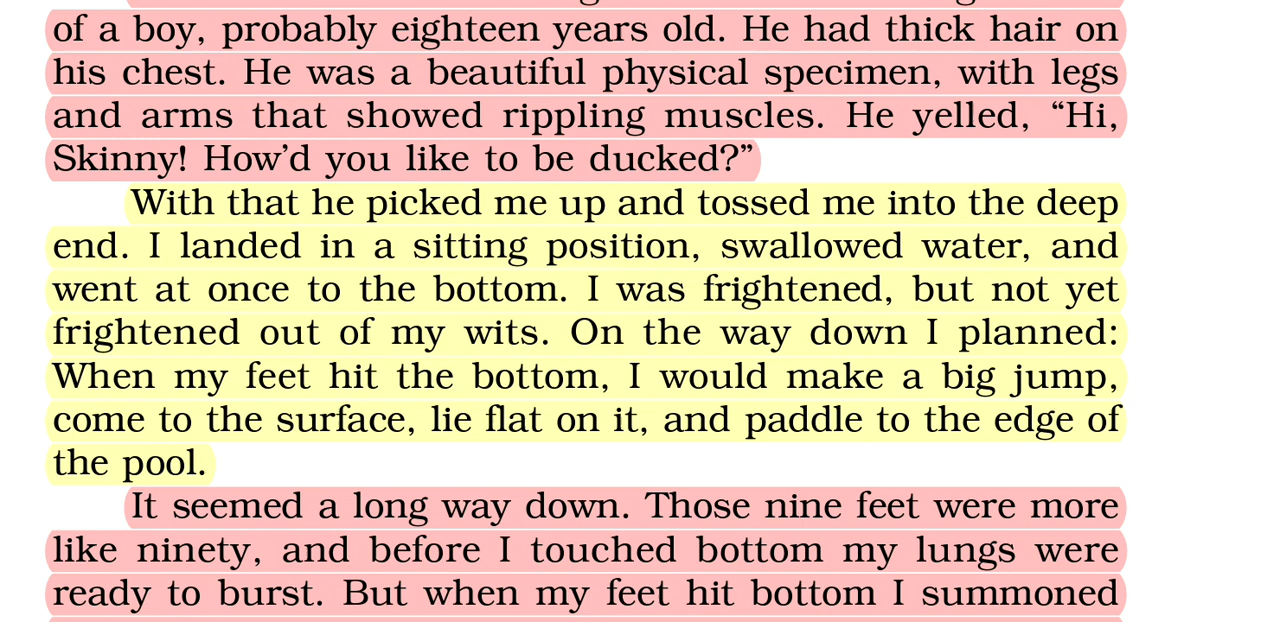 of a boy, probably eighteen years old. He had thick hair on
his chest. He was a beautiful physical specimen, with legs
and arms that showed rippling muscles. He yelled, “Hi,
Skinny! How’d you like to be ducked?”
With that he picked me up and tossed me into the deep
end. I landed in a sitting position, swallowed water, and
went at once to the bottom. I was frightened, but not yet
frightened out of my wits. On the way down I planned:
When my feet hit the bottom, I would make a big jump,
come to the surface, lie flat on it, and paddle to the edge of
the pool.
It seemed a long way down. Those nine feet were more
like ninety, and before I touched bottom my lungs were
ready to burst. But when my feet hit bottom I summoned